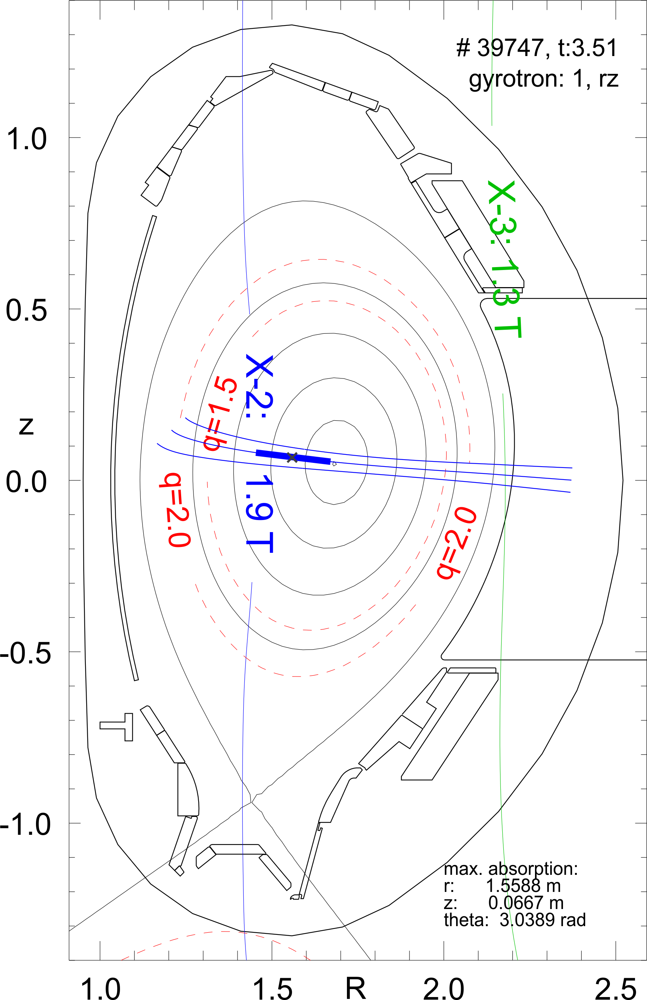 # 39747, t:3.51
gyrotron: 1, rz
1.0
X-3: 1.3 T
0.5
X-2: 1.9 T
q=1.5
z
0.0
q=2.0
q=2.0
-0.5
-1.0
max. absorption:
r: 1.5588 m
z: 0.0667 m
theta: 3.0389 rad
1.0 1.5 R 2.0 2.5